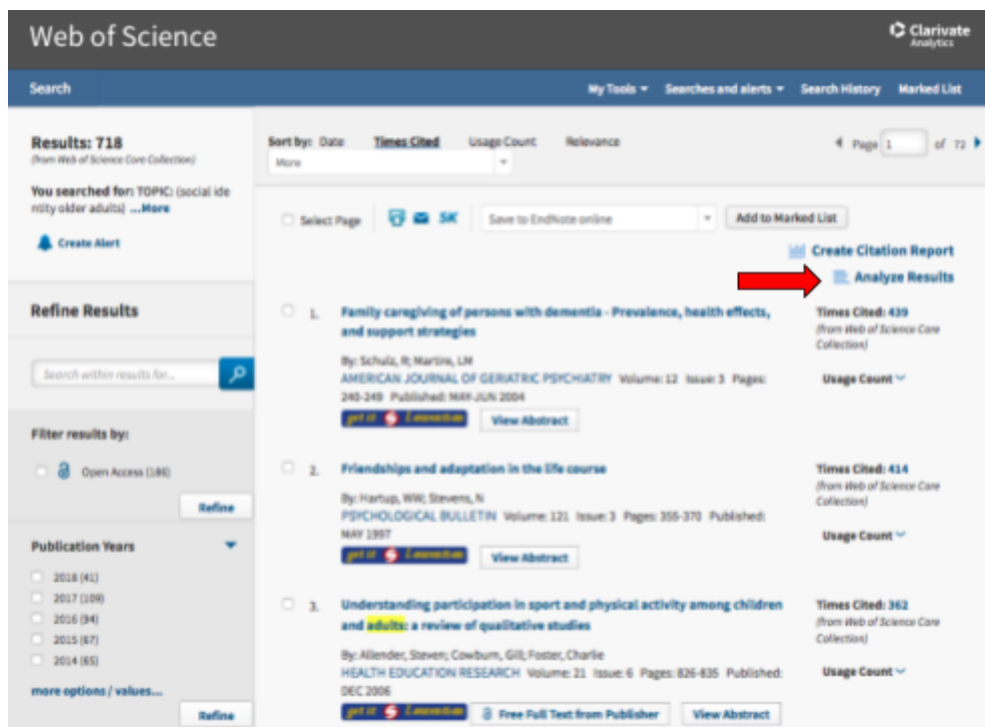 Web of Science
Clarivate
Analytics
Search
My Tools
Searches and alerts
Search History
Marked List
Results: 718
(from Web of Science Core Collection)
You searched for: TOPIC: (social ide
ntity older adults) ...More
Create Alert
Sort by: Date Times Cited Usage Count Relevance
More
Page 1 of 72
Select Page
SK
Save to EndNote online
Add to Marked List
Create Citation Report
Analyze Results
Refine Results
Search within results for...
Filter results by:
Open Access (186)
Refine
Publication Years
2018 (41)
2017 (109)
2016 (94)
2015 (67)
2014 (65)
more options / values...
Refine
1. Family caregiving of persons with dementia - Prevalence, health effects,
and support strategies
By: Schulz, R; Martire, LM
AMERICAN JOURNAL OF GERIATRIC PSYCHIATRY Volume: 12 Issue: 3 Pages:
240-249 Published: MAY-JUN 2004
get it
View Abstract
Times Cited: 439
(from Web of Science Core
Collection)
Usage Count
2. Friendships and adaptation in the life course
By: Hartup, WW; Stevens, N
PSYCHOLOGICAL BULLETIN Volume: 121 Issue: 3 Pages: 355-370 Published:
MAY 1997
get it
View Abstract
Times Cited: 414
(from Web of Science Core
Collection)
Usage Count
3. Understanding participation in sport and physical activity among children
and adults: a review of qualitative studies
By: Allender, Steven; Cowburn, Gill; Foster, Charlie
HEALTH EDUCATION RESEARCH Volume: 21 Issue: 6 Pages: 826-835 Published:
DEC 2006
get it
Free Full Text from Publisher
View Abstract
Times Cited: 362
(from Web of Science Core
Collection)
Usage Count